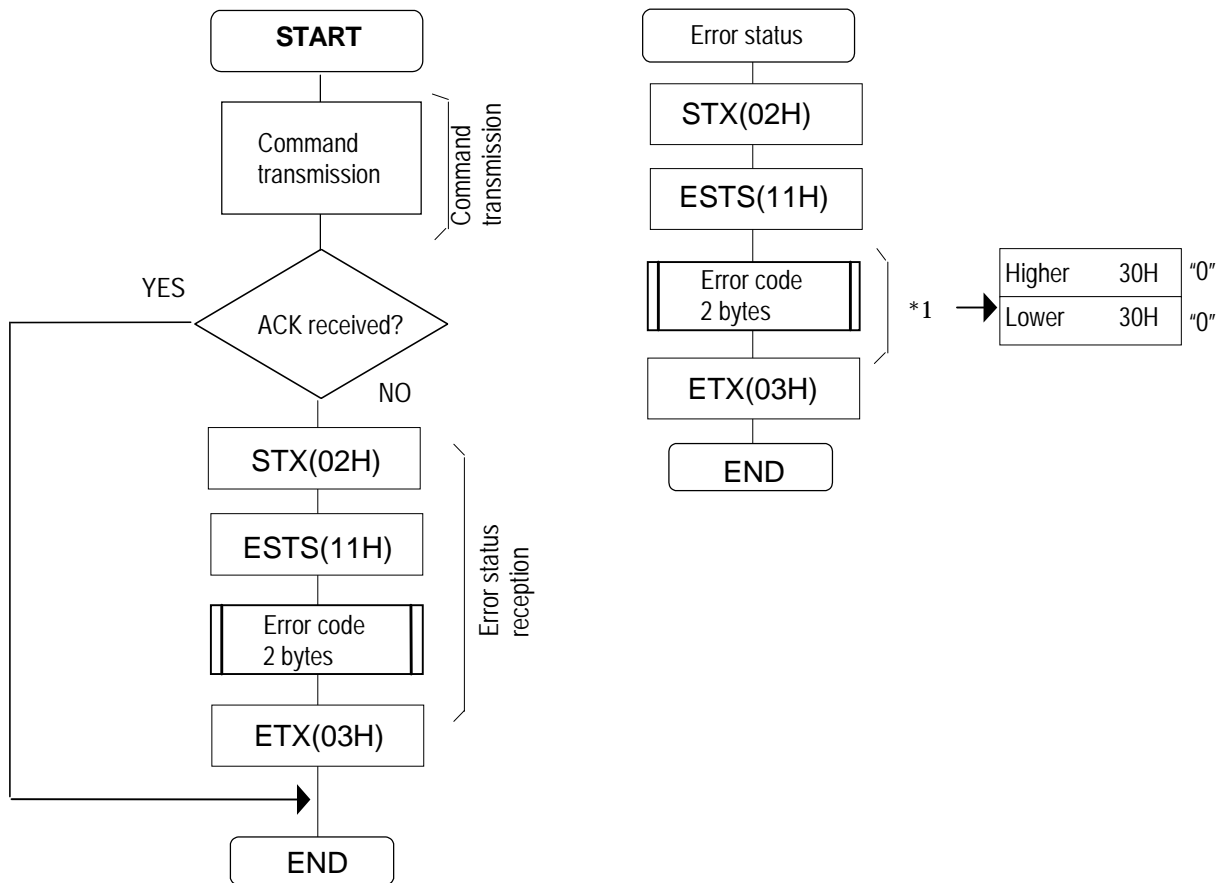 START
Command
transmission
Command
transmission
YES
ACK received?
NO
STX(02H)
ESTS(11H)
Error code
2 bytes
ETX(03H)
Error status
reception
END
Error status
STX(02H)
ESTS(11H)
Error code
2 bytes
*1
Higher 30H "0"
Lower 30H "0"
ETX(03H)
END